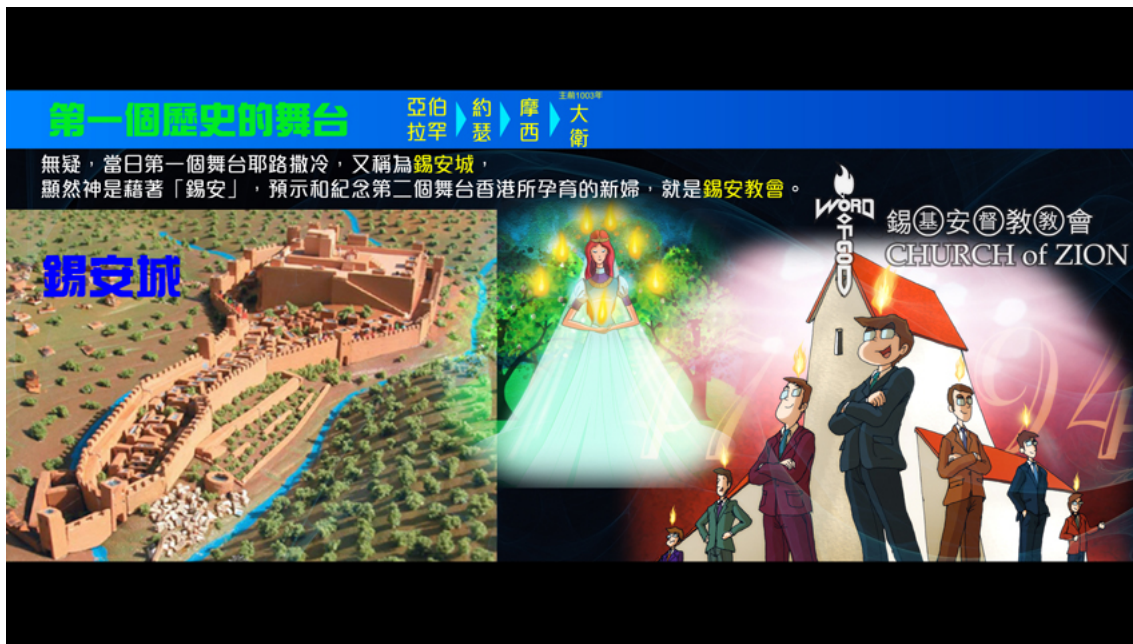 第一個歷史的舞台
亞伯拉罕
約瑟
摩西
主前1003年
大衛
無疑，當日第一個舞台耶路撒冷，又稱為錫安城，
顯然神是藉著「錫安」，預示和紀念第二個舞台香港所孕育的新婦，就是錫安教會。
錫安城
WORD
OF GOD
錫基安督教教會
CHURCH of ZION